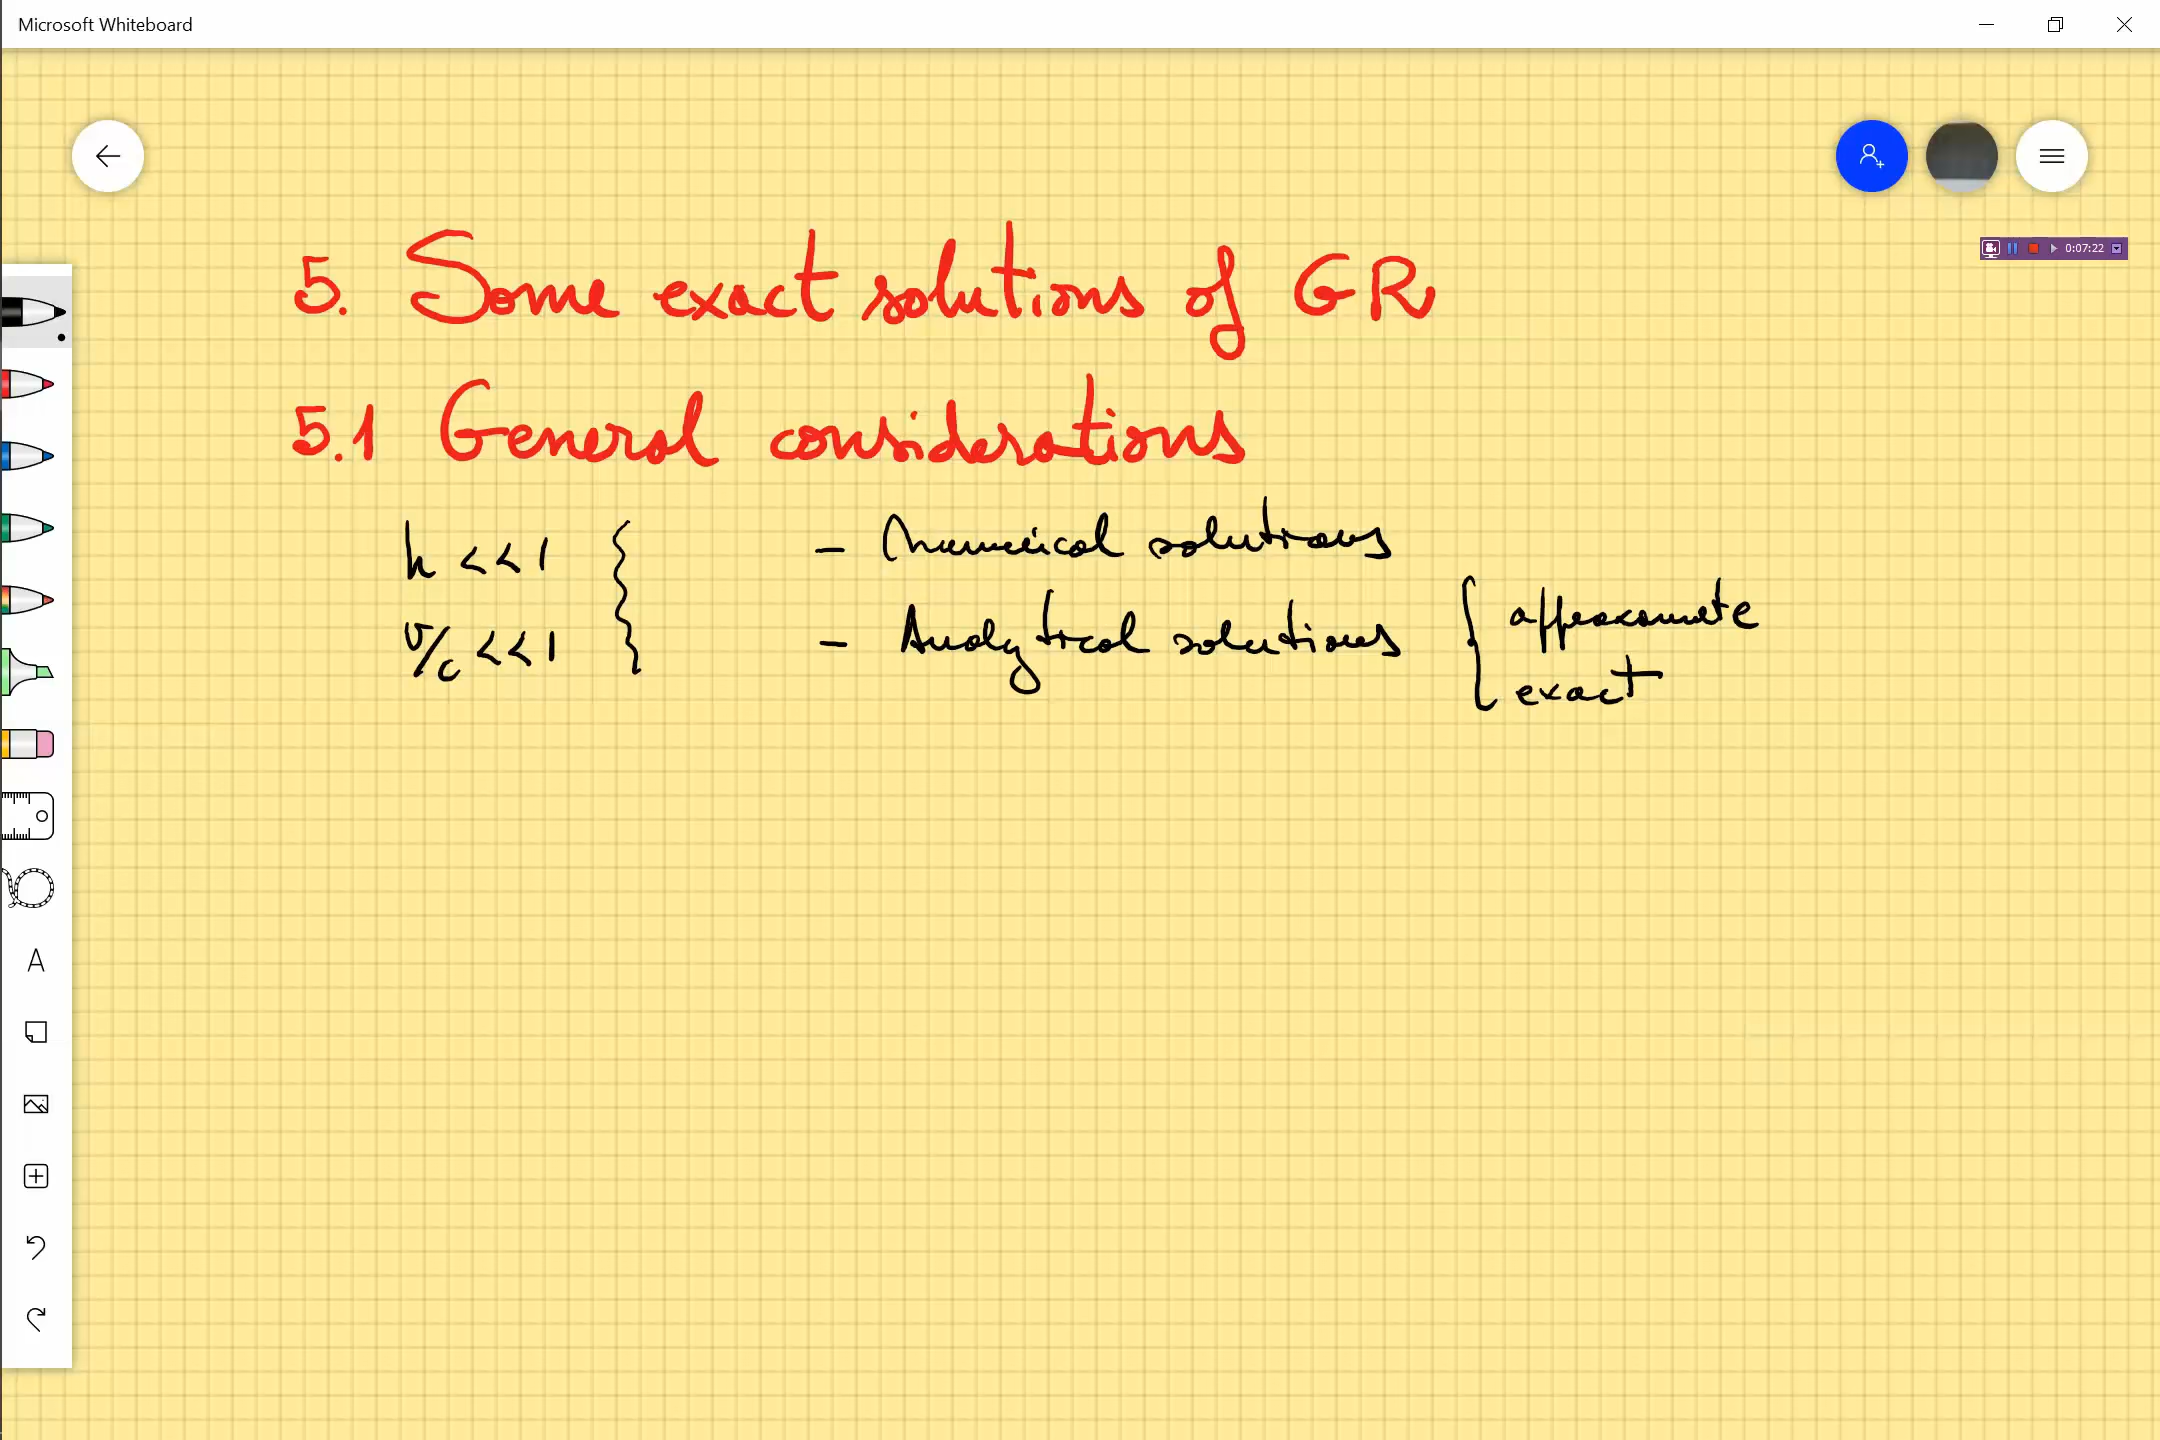 Microsoft Whiteboard
0:07:22
5. Some exact solutions of GR
5.1 General considerations
h << 1
v/c << 1
- Numerical solutions
- Analytical solutions { approximate
exact
A